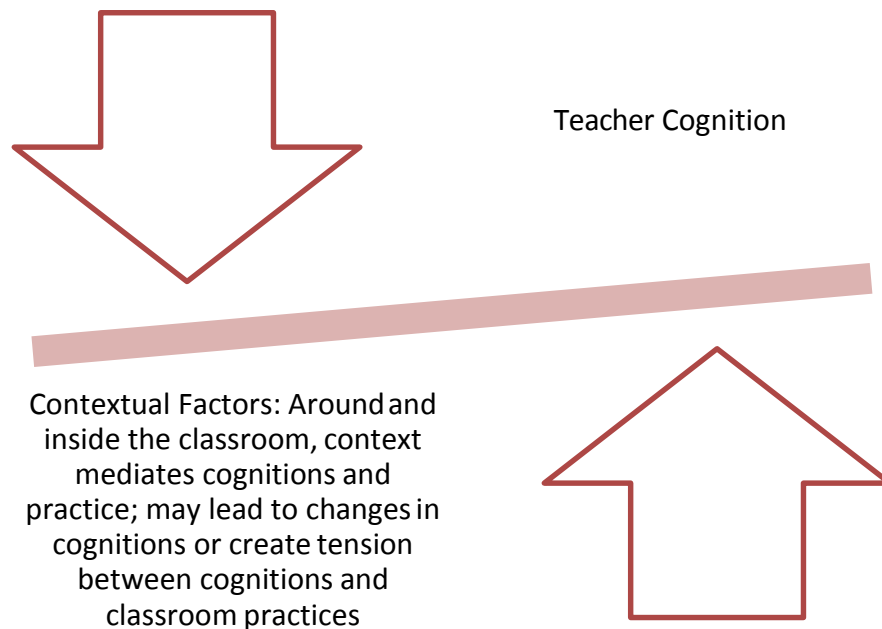 Teacher Cognition
Contextual Factors: Around and
inside the classroom, context
mediates cognitions and
practice; may lead to changes in
cognitions or create tension
between cognitions and
classroom practices